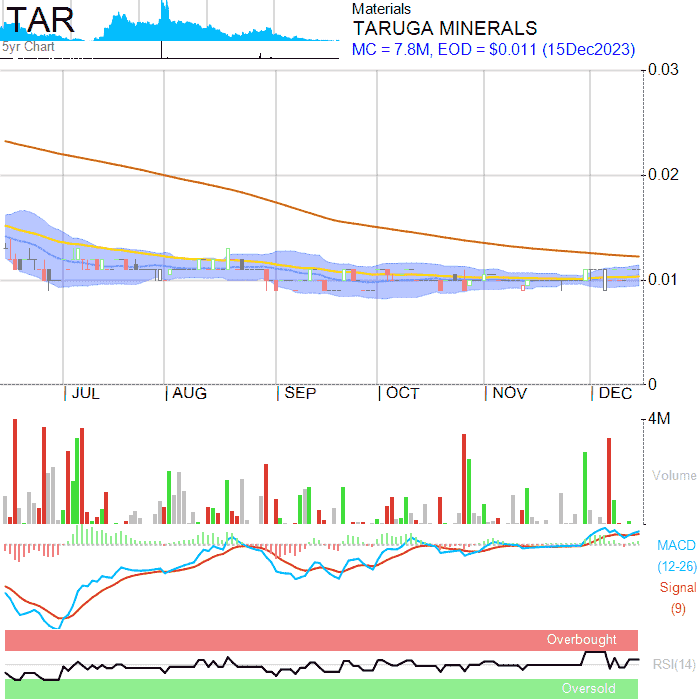 TAR
Materials
TARUGA MINERALS
MC = 7.8M, EOD = $0.011 (15Dec2023)
5yr Chart
0.03
0.02
0.01
0
JUL AUG SEP OCT NOV DEC
4M
Volume
MACD
(12-26)
Signal
(9)
Overbought
RSI(14)
Oversold